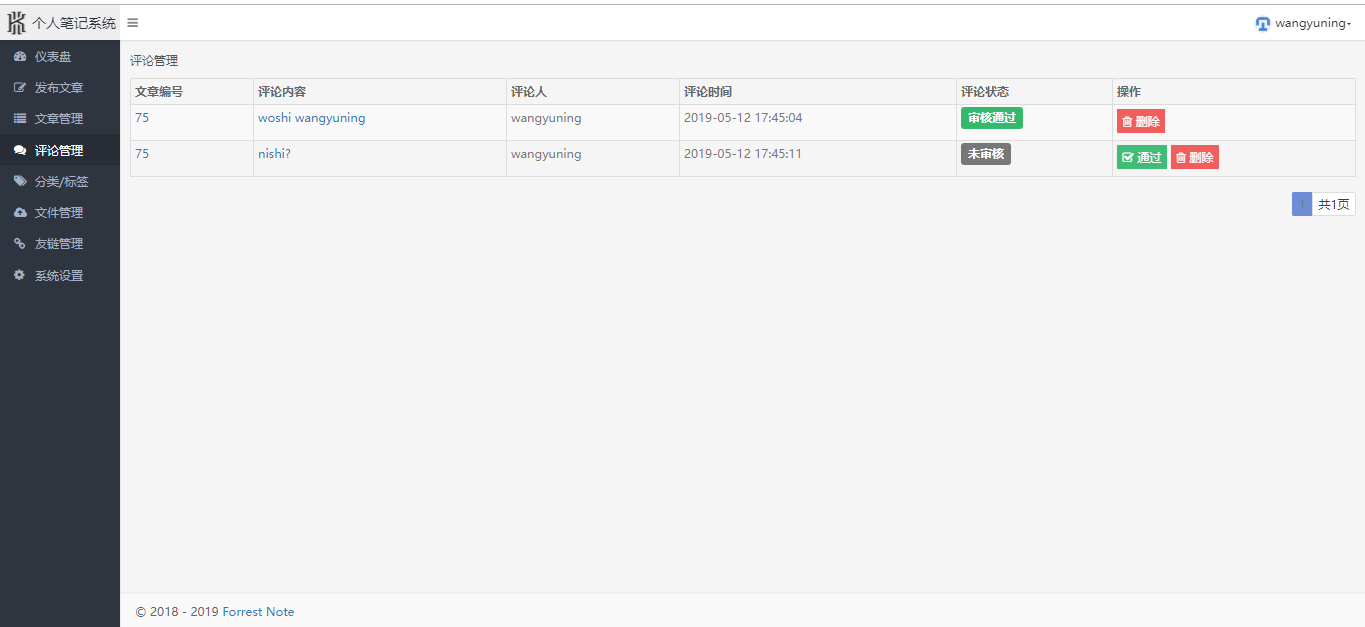 个人笔记系统
wangyuning
仪表盘
发布文章
文章管理
评论管理
分类/标签
文件管理
友链管理
系统设置
评论管理
文章编号 评论内容 评论人 评论时间 评论状态 操作
75 woshi wangyuning wangyuning 2019-05-12 17:45:04 审核通过 删除
75 nishi? wangyuning 2019-05-12 17:45:11 未审核 通过 删除
1 共1页
© 2018 - 2019 Forrest Note